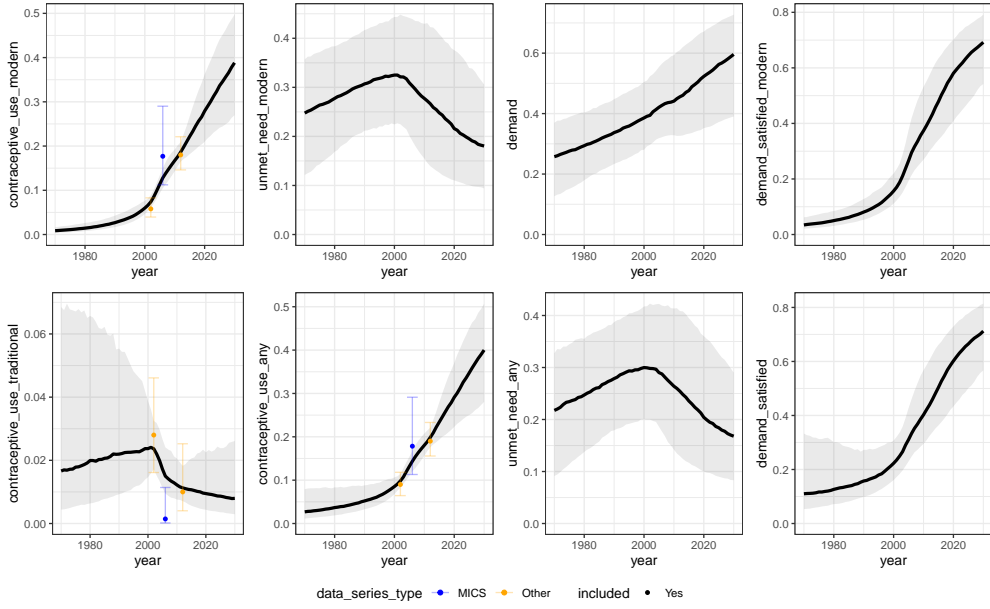 contraceptive_use_modern
0.5
0.4
0.3
0.2
0.1
0.0
1980 2000 2020
year
unmet_need_modern
0.4
0.3
0.2
0.1
0.0
1980 2000 2020
year
demand
0.6
0.4
0.2
0.0
1980 2000 2020
year
demand_satisfied_modern
0.8
0.6
0.4
0.2
0.0
1980 2000 2020
year
contraceptive_use_traditional
0.06
0.04
0.02
0.00
1980 2000 2020
year
contraceptive_use_any
0.5
0.4
0.3
0.2
0.1
0.0
1980 2000 2020
year
unmet_need_any
0.4
0.3
0.2
0.1
0.0
1980 2000 2020
year
demand_satisfied
0.8
0.6
0.4
0.2
0.0
1980 2000 2020
year
data_series_type MICS Other included Yes